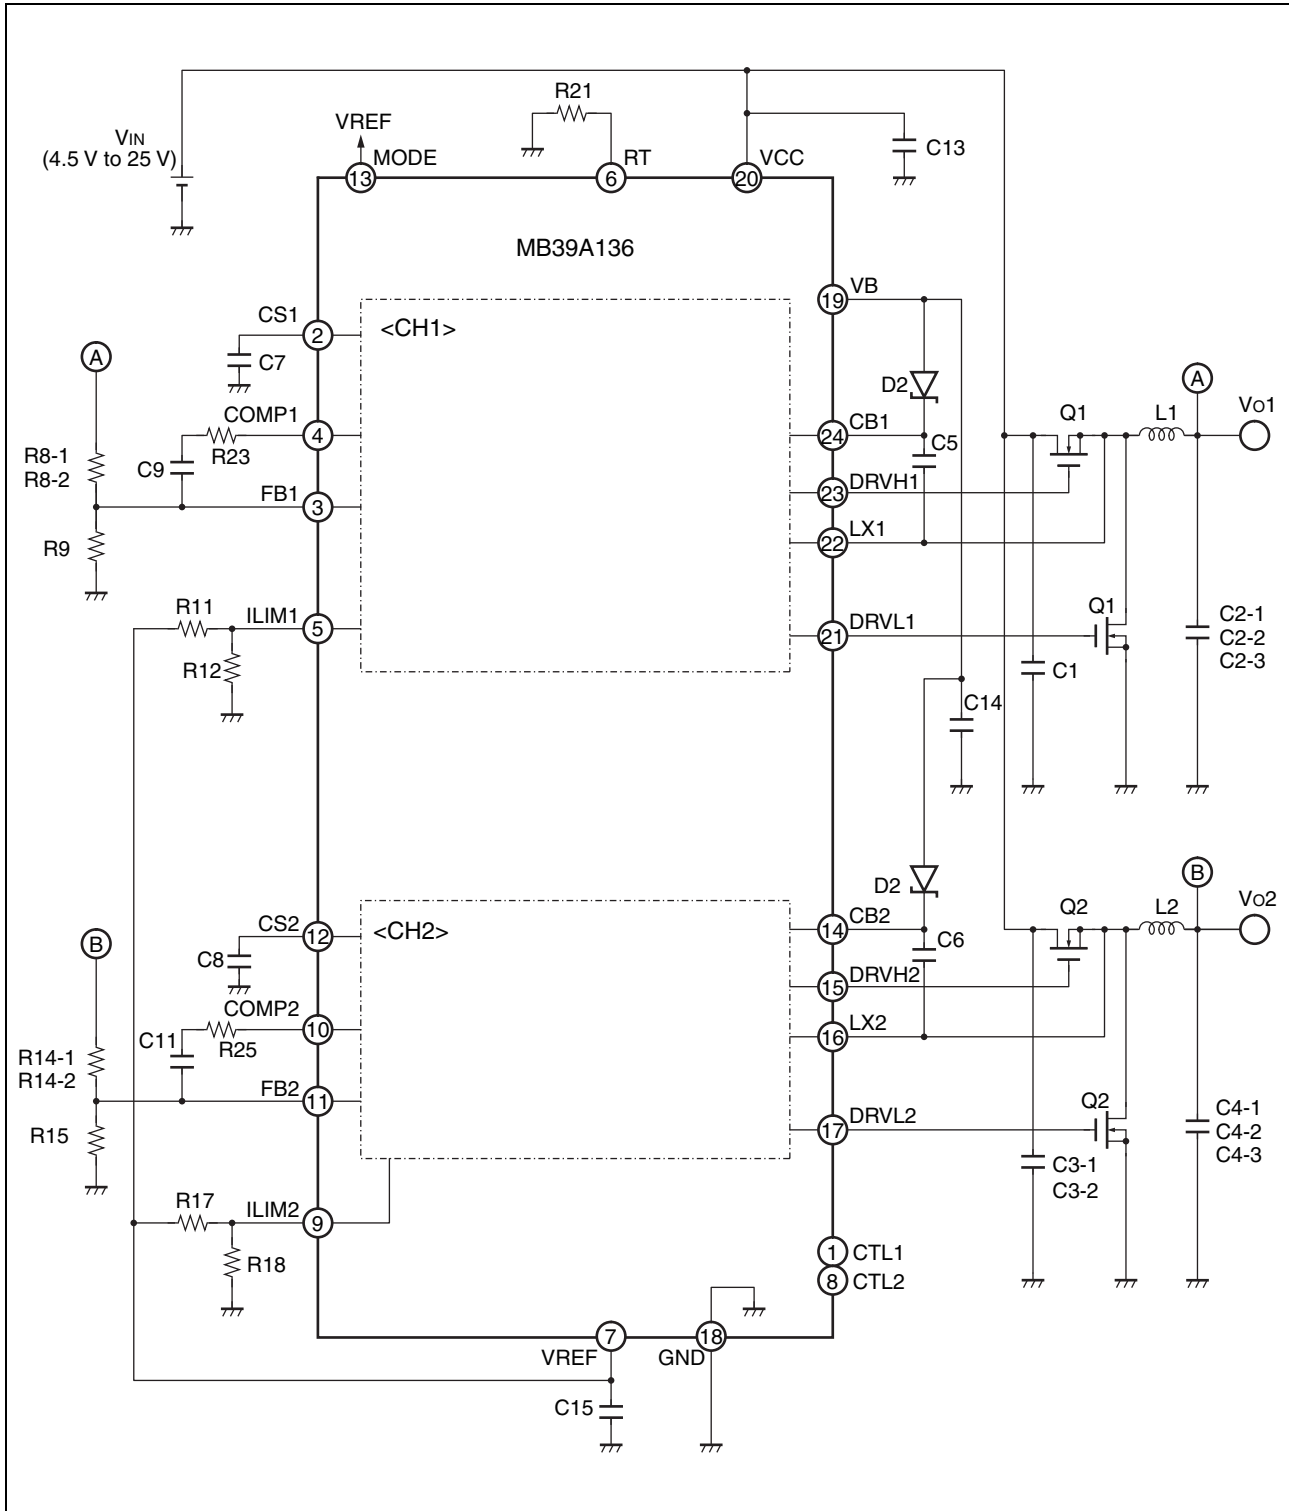 R21
VREF
VIN
(4.5 V to 25 V)
MODE
RT
VCC
C13
13
6
20
MB39A136
VB
19
CS1
2
<CH1>
C7
A
D2
A
COMP1
CB1
Q1
L1
VO1
4
24
R23
C9
C5
R8-1
R8-2
FB1
DRVH1
3
23
LX1
22
R9
R11
ILIM1
5
Q1
DRVL1
21
C2-1
C2-2
C2-3
R12
C1
C14
D2
B
CS2
12
<CH2>
CB2
14
Q2
L2
VO2
B
C8
C6
DRVH2
15
COMP2
10
LX2
16
C11
R25
R14-1
R14-2
FB2
11
Q2
DRVL2
17
C4-1
C4-2
C4-3
R15
C3-1
C3-2
R17
ILIM2
9
R18
1
CTL1
8
CTL2
7
18
VREF
GND
C15